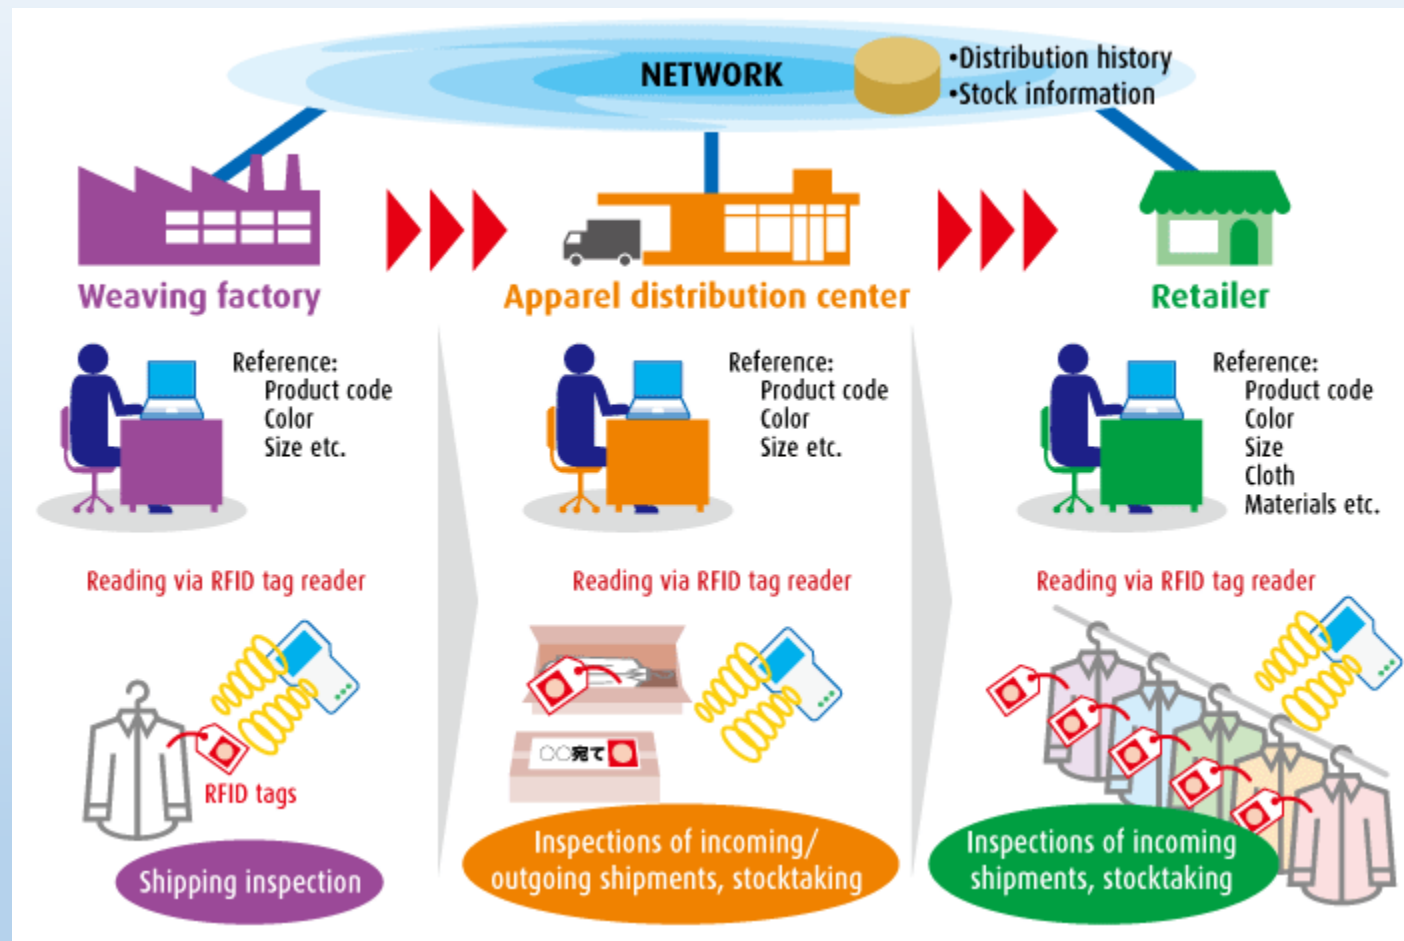 NETWORK
•Distribution history
•Stock information
Weaving factory
Apparel distribution center
Retailer
Reference:
Product code
Color
Size etc.
Reference:
Product code
Color
Size etc.
Reference:
Product code
Color
Size
Cloth
Materials etc.
Reading via RFID tag reader
Reading via RFID tag reader
Reading via RFID tag reader
RFID tags
○○宛て
Shipping inspection
Inspections of incoming/
outgoing shipments, stocktaking
Inspections of incoming
shipments, stocktaking